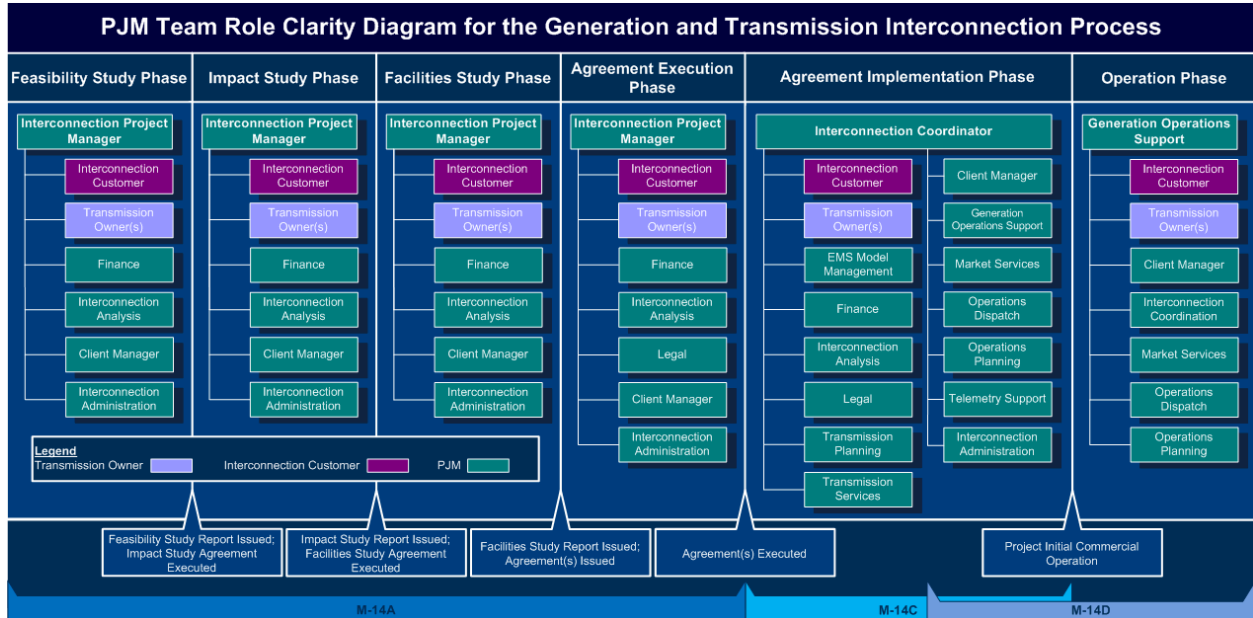 PJM Team Role Clarity Diagram for the Generation and Transmission Interconnection Process
Feasibility Study Phase
Impact Study Phase
Facilities Study Phase
Agreement Execution
Phase
Agreement Implementation Phase
Operation Phase
Interconnection Project
Manager
Interconnection
Customer
Transmission
Owner(s)
Finance
Interconnection
Analysis
Client Manager
Interconnection
Administration
Interconnection Project
Manager
Interconnection
Customer
Transmission
Owner(s)
Finance
Interconnection
Analysis
Client Manager
Interconnection
Administration
Interconnection Project
Manager
Interconnection
Customer
Transmission
Owner(s)
Finance
Interconnection
Analysis
Client Manager
Interconnection
Administration
Interconnection Project
Manager
Interconnection
Customer
Transmission
Owner(s)
Finance
Interconnection
Analysis
Legal
Client Manager
Interconnection
Administration
Interconnection Coordinator
Interconnection
Customer
Transmission
Owner(s)
EMS Model
Management
Finance
Interconnection
Analysis
Legal
Transmission
Planning
Transmission
Services
Client Manager
Generation
Operations Support
Market Services
Operations
Dispatch
Operations
Planning
Telemetry Support
Interconnection
Administration
Generation Operations
Support
Interconnection
Customer
Transmission
Owner(s)
Client Manager
Interconnection
Coordination
Market Services
Operations
Dispatch
Operations
Planning
Legend
Transmission Owner
Interconnection Customer
PJM
Feasibility Study Report Issued;
Impact Study Agreement
Executed
Impact Study Report Issued;
Facilities Study Agreement
Executed
Facilities Study Report Issued;
Agreement(s) Issued
Agreement(s) Executed
Project Initial Commercial
Operation
M-14A
M-14C
M-14D